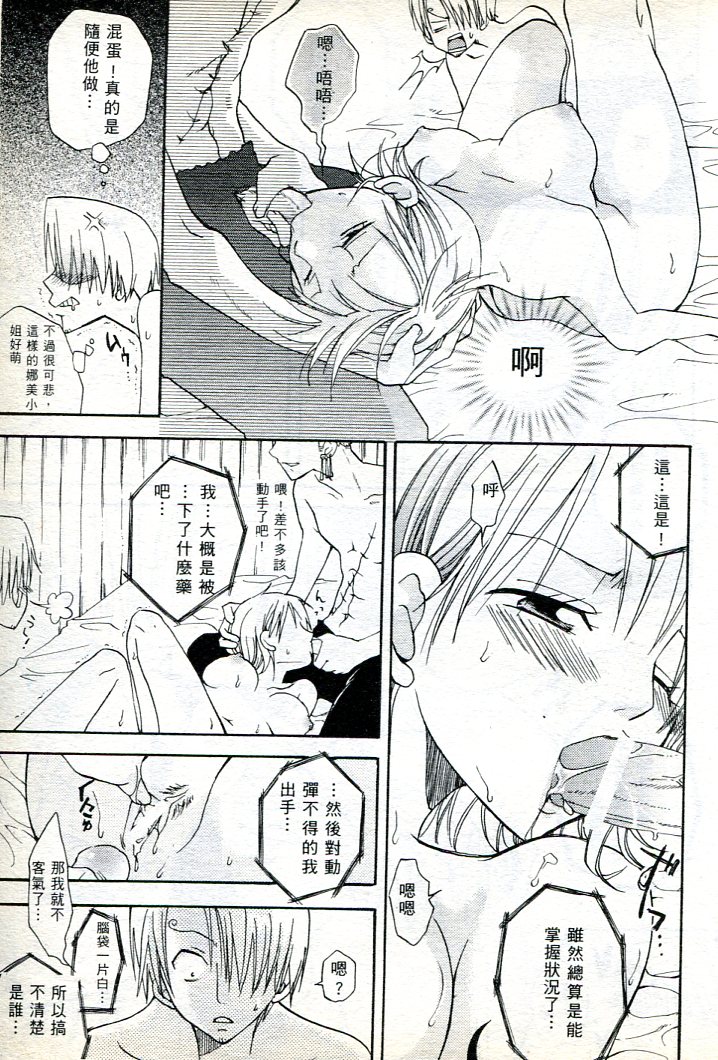 嗯…唔唔…
啊
混蛋！真的是
隨便他做…
不過很可悲，
這樣的娜美小
姐好萌
這…這是！
呼
嗯嗯
雖然總算是能
掌握狀況了…
喂！差不多該
動手了吧！
我…大概是被
…下了什麼藥
吧…
…然後對動
彈不得的我
出手…
那我就不
客氣了…
嗯？
腦袋一片白…
所以搞
不清楚
是誰…